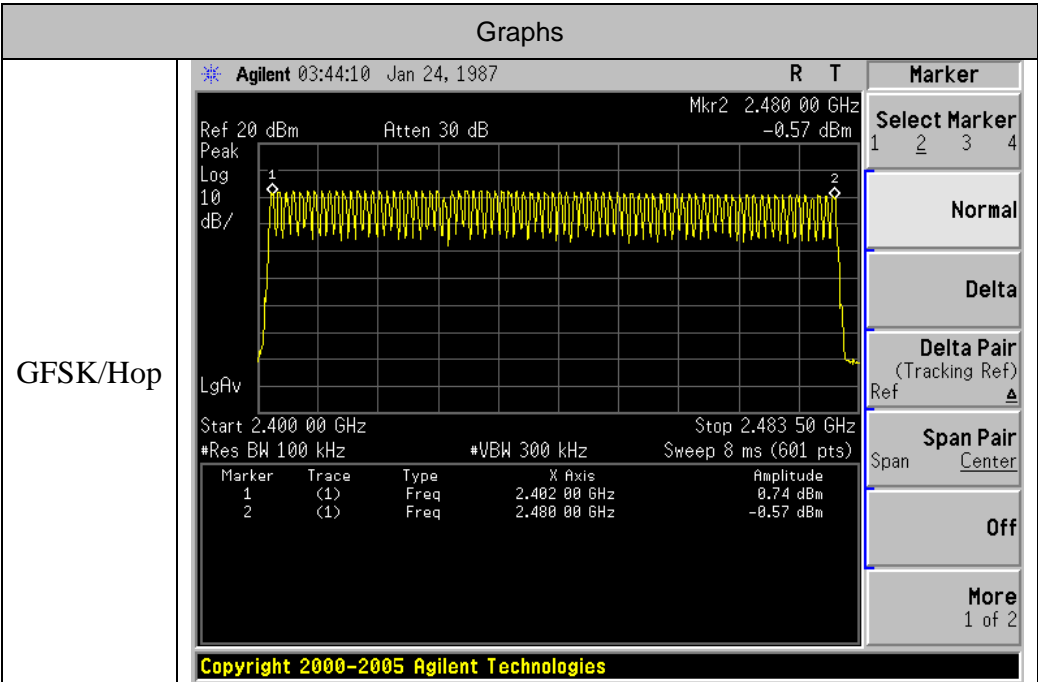 Graphs
GFSK/Hop
Agilent 03:44:10 Jan 24, 1987 R T
Mkr2 2.480 00 GHz
Ref 20 dBm Atten 30 dB -0.57 dBm
Peak
Log
10
dB/
1
2
LgAv
Start 2.400 00 GHz Stop 2.483 50 GHz
#Res BW 100 kHz #VBW 300 kHz Sweep 8 ms (601 pts)
Marker Trace Type X Axis Amplitude
1 (1) Freq 2.402 00 GHz 0.74 dBm
2 (1) Freq 2.480 00 GHz -0.57 dBm
Copyright 2000-2005 Agilent Technologies
Marker
Select Marker
1 2 3 4
Normal
Delta
Delta Pair
(Tracking Ref)
Ref Δ
Span Pair
Span Center
Off
More
1 of 2